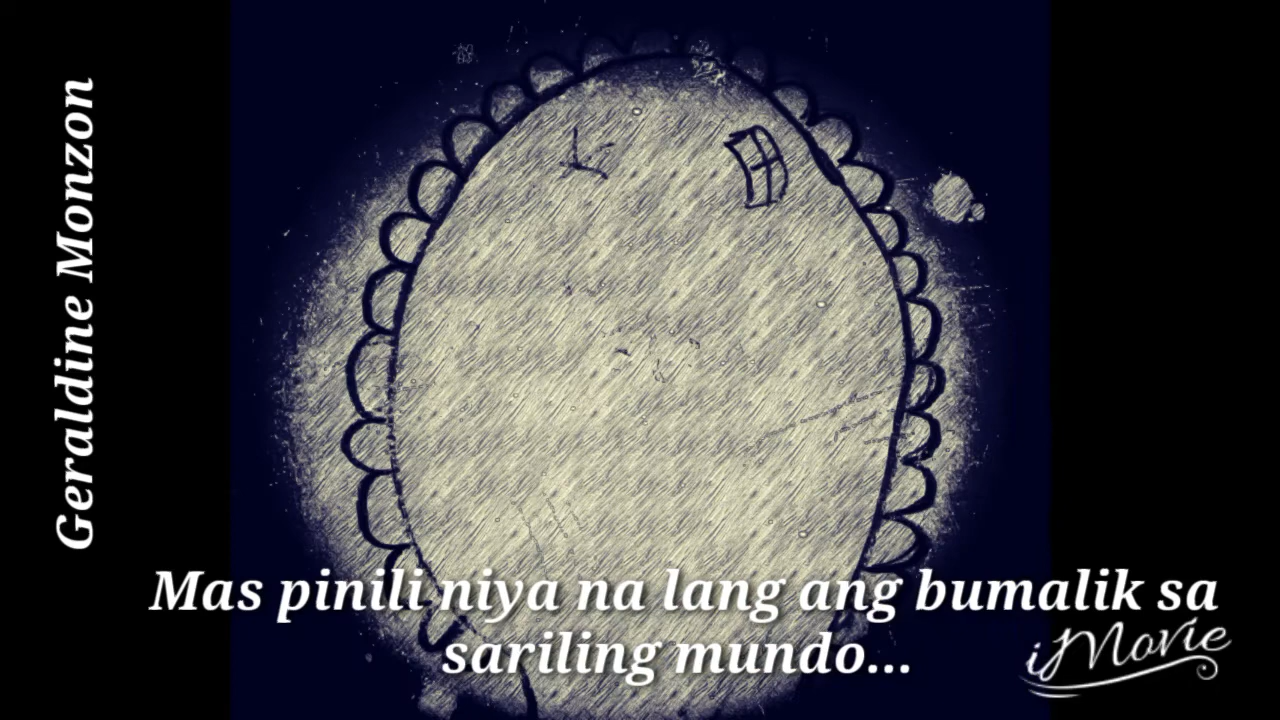 Geraldine Monzon
Mas pinili niya na lang ang bumalik sa
sariling mundo...
iMovie